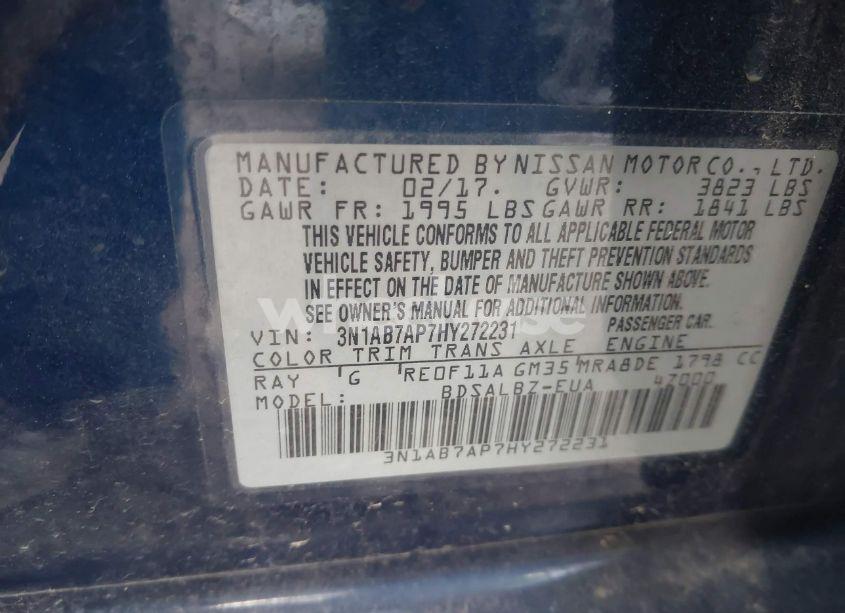 MANUFACTURED BY NISSAN MOTOR CO., LTD.
DATE: 02/17. GVWR: 3823 LBS
GAWR FR: 1995 LBS GAWR RR: 1841 LBS
THIS VEHICLE CONFORMS TO ALL APPLICABLE FEDERAL MOTOR
VEHICLE SAFETY, BUMPER AND THEFT PREVENTION STANDARDS
IN EFFECT ON THE DATE OF MANUFACTURE SHOWN ABOVE.
SEE OWNER'S MANUAL FOR ADDITIONAL INFORMATION.
VIN: 3N1AB7AP7HY272231 PASSENGER CAR.
COLOR TRIM TRANS AXLE ENGINE
RAY G RE0F11A GM35 MRA8DE 1798 CC
MODEL: BDSALBZ-EUA 47000
3N1AB7AP7HY272231